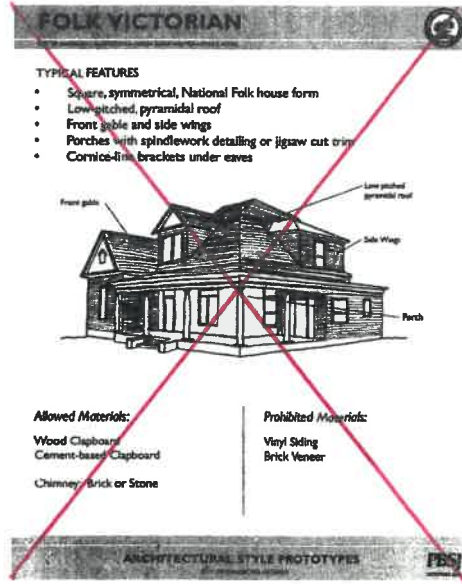 FOLK VICTORIAN
TYPICAL FEATURES
• Square, symmetrical, National Folk house form
• Low-pitched, pyramidal roof
• Front gable and side wings
• Porches with spindlework detailing or jigsaw cut trim
• Cornice-line brackets under eaves
Front gable
Low pitched
pyramidal roof
Side Wings
Porch
Allowed Materials:
Wood Clapboard
Cement-based Clapboard
Chimney: Brick or Stone
Prohibited Materials:
Vinyl Siding
Brick Veneer
ARCHITECTURAL STYLE PROTOTYPES
PBSJ